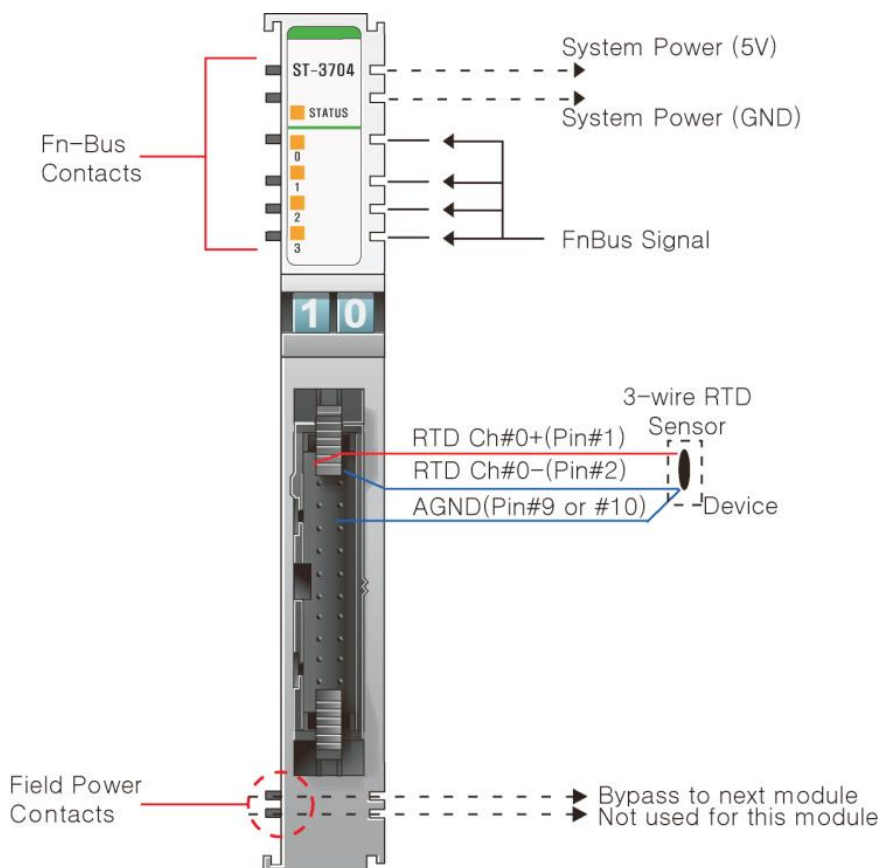 System Power (5V)
ST-3704
STATUS
System Power (GND)
Fn-Bus
Contacts
0
1
2
3
FnBus Signal
10
3-wire RTD
Sensor
RTD Ch#0+(Pin#1)
RTD Ch#0-(Pin#2)
AGND(Pin#9 or #10)
Device
Field Power
Contacts
Bypass to next module
Not used for this module